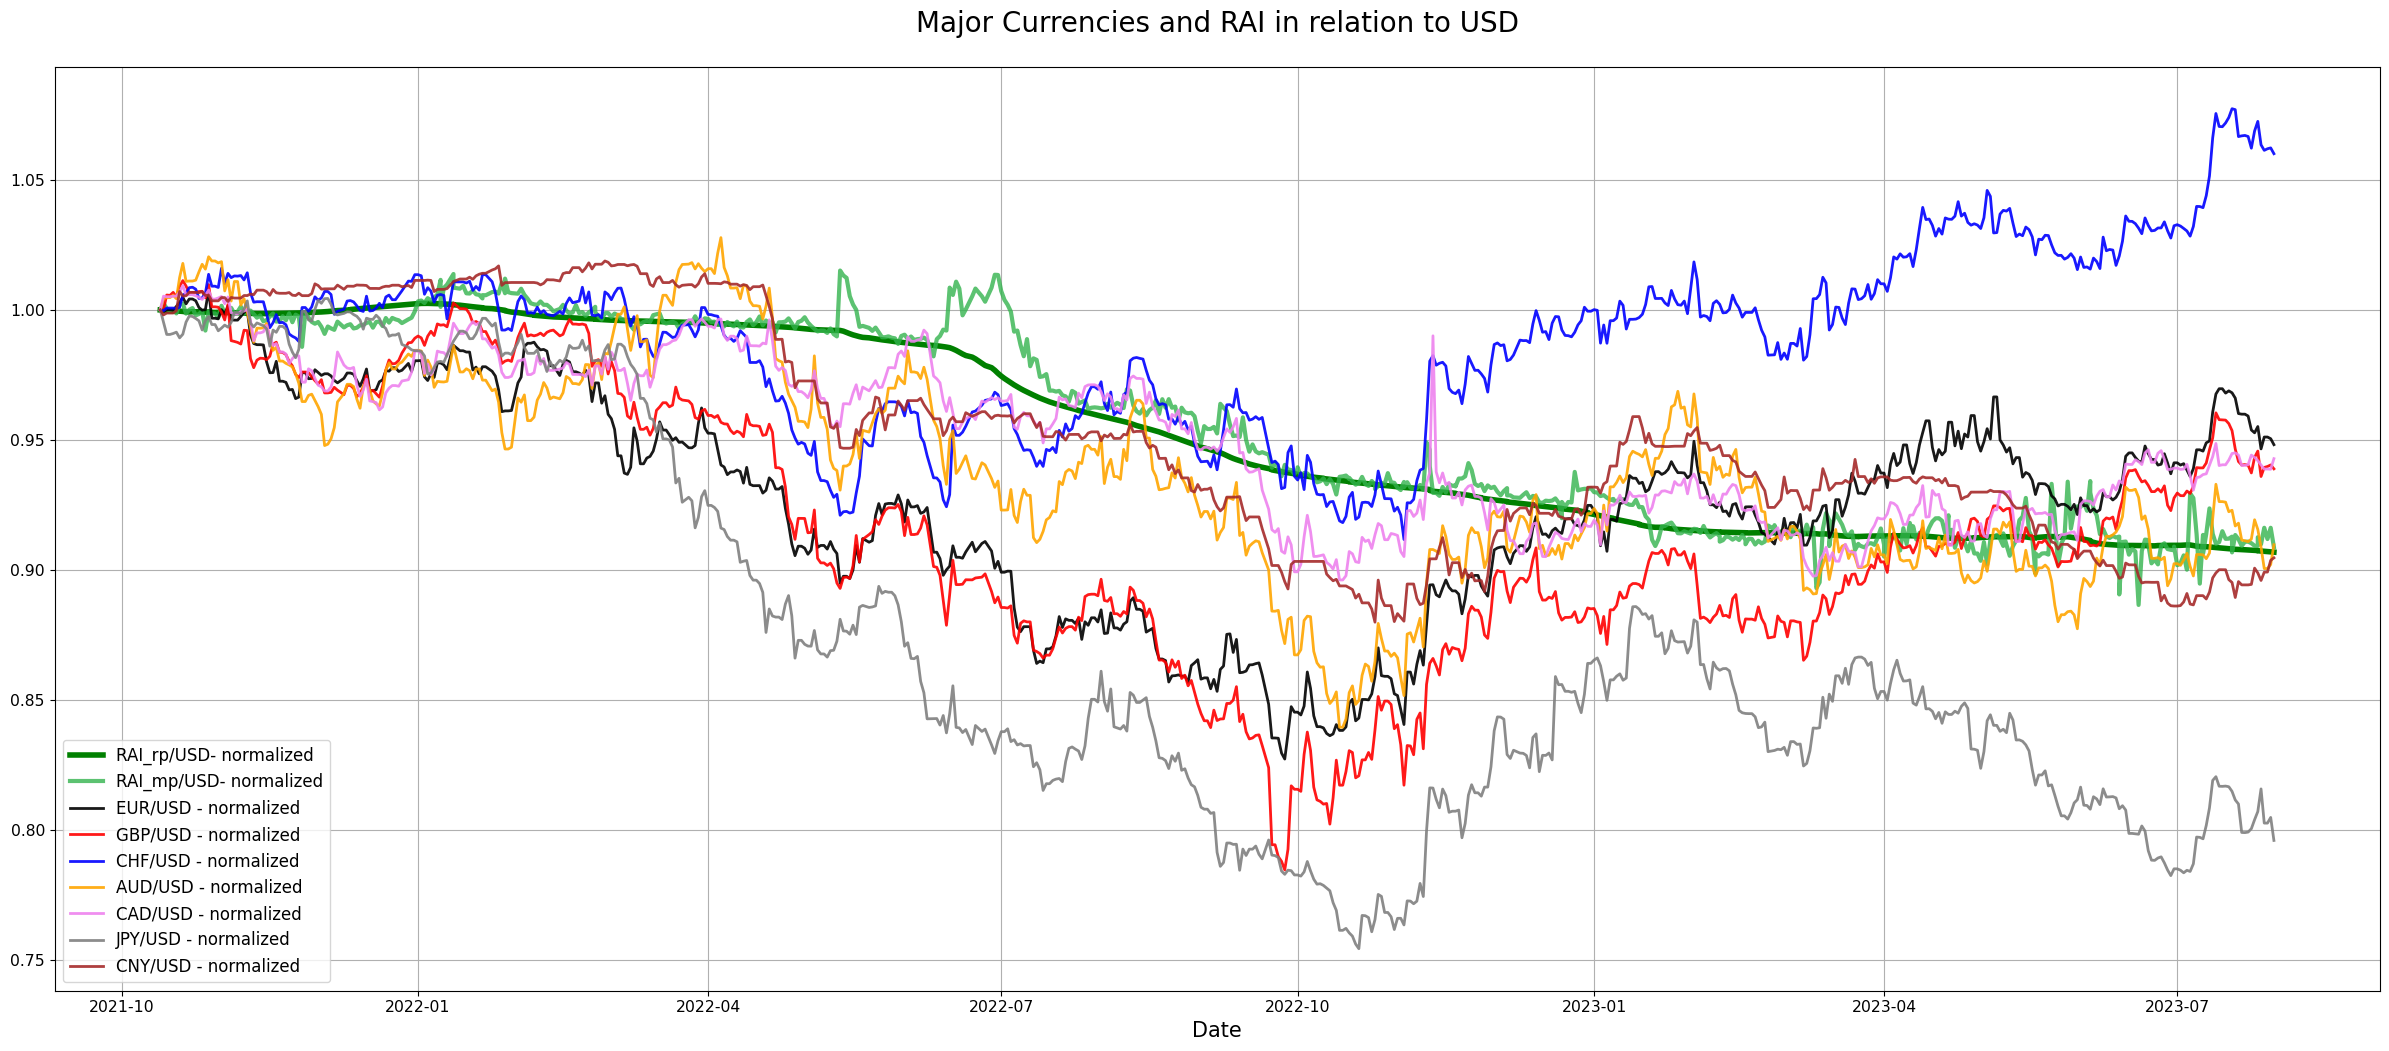 Major Currencies and RAI in relation to USD
1.05
1.00
0.95
0.90
0.85
0.80
0.75
RAI_rp/USD- normalized
RAI_mp/USD- normalized
EUR/USD - normalized
GBP/USD - normalized
CHF/USD - normalized
AUD/USD - normalized
CAD/USD - normalized
JPY/USD - normalized
CNY/USD - normalized
2021-10 2022-01 2022-04 2022-07 2022-10 2023-01 2023-04 2023-07
Date